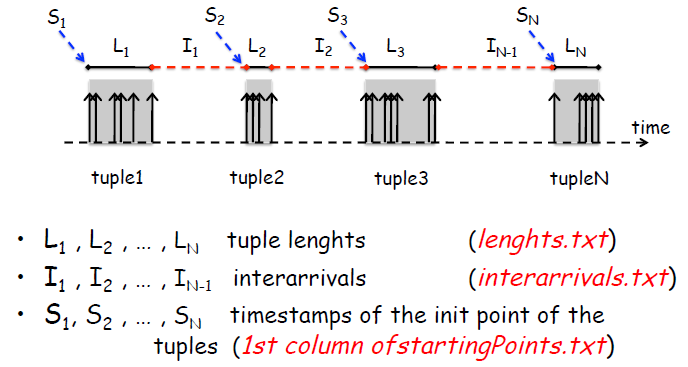 S1 L1 I1 S2 L2 I2 S3 L3 IN-1 SN LN
time
tuple1 tuple2 tuple3 tupleN
• L1 , L2 , ... , LN tuple lenghts (lenghts.txt)
• I1 , I2 , ... , IN-1 interarrivals (interarrivals.txt)
• S1, S2 , ... , SN timestamps of the init point of the
tuples (1st column ofstartingPoints.txt)